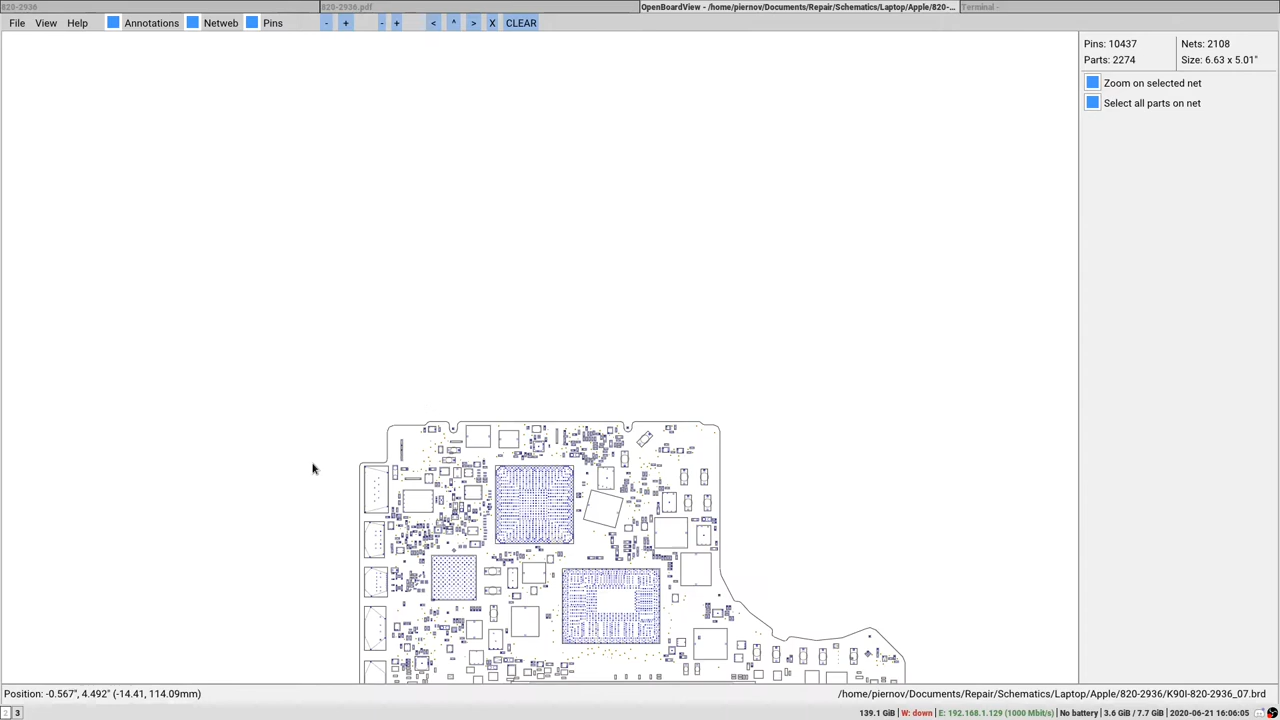 820-2936
820-2936.pdf
OpenBoardView - /home/piernov/Documents/Repair/Schematics/Laptop/Apple/820-...
Terminal -
File View Help Annotations Netweb Pins - + - + < ^ > X CLEAR
Pins: 10437 Nets: 2108
Parts: 2274 Size: 6.63 x 5.01"
Zoom on selected net
Select all parts on net
Position: -0.567", 4.492" (-14.41, 114.09mm)
/home/piernov/Documents/Repair/Schematics/Laptop/Apple/820-2936/K90I-820-2936_07.brd
2 3
139.1 GiB | W: down | E: 192.168.1.129 (1000 Mbit/s) | No battery | 3.6 GiB / 7.7 GiB | 2020-06-21 16:06:05